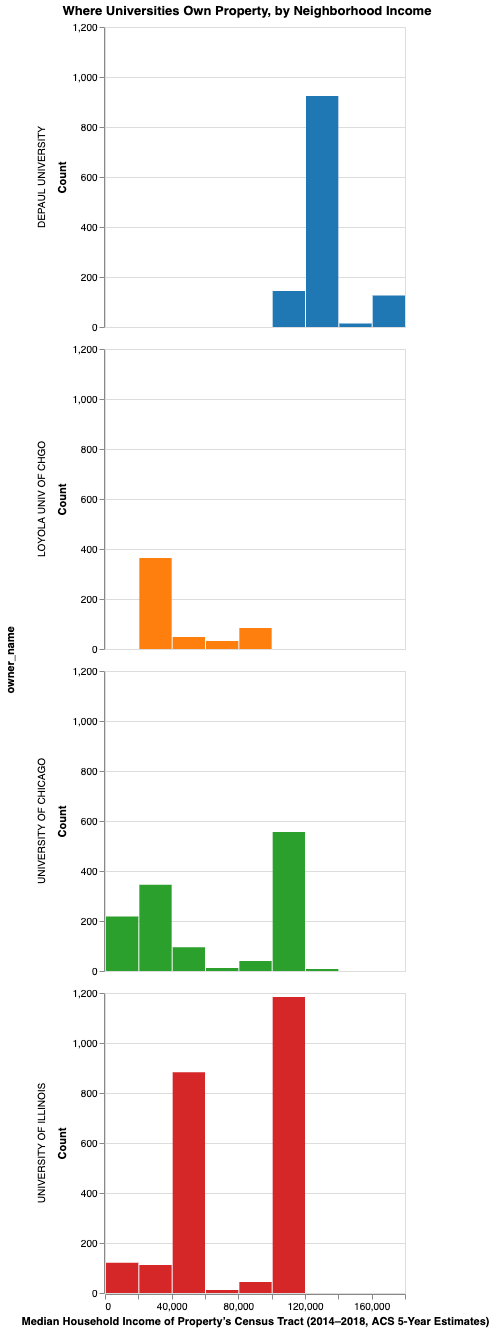 Where Universities Own Property, by Neighborhood Income
owner_name
DEPAUL UNIVERSITY
Count
1,200
1,000
800
600
400
200
0
LOYOLA UNIV OF CHGO
Count
1,200
1,000
800
600
400
200
0
UNIVERSITY OF CHICAGO
Count
1,200
1,000
800
600
400
200
0
UNIVERSITY OF ILLINOIS
Count
1,200
1,000
800
600
400
200
0
0 40,000 80,000 120,000 160,000
Median Household Income of Property's Census Tract (2014–2018, ACS 5-Year Estimates)